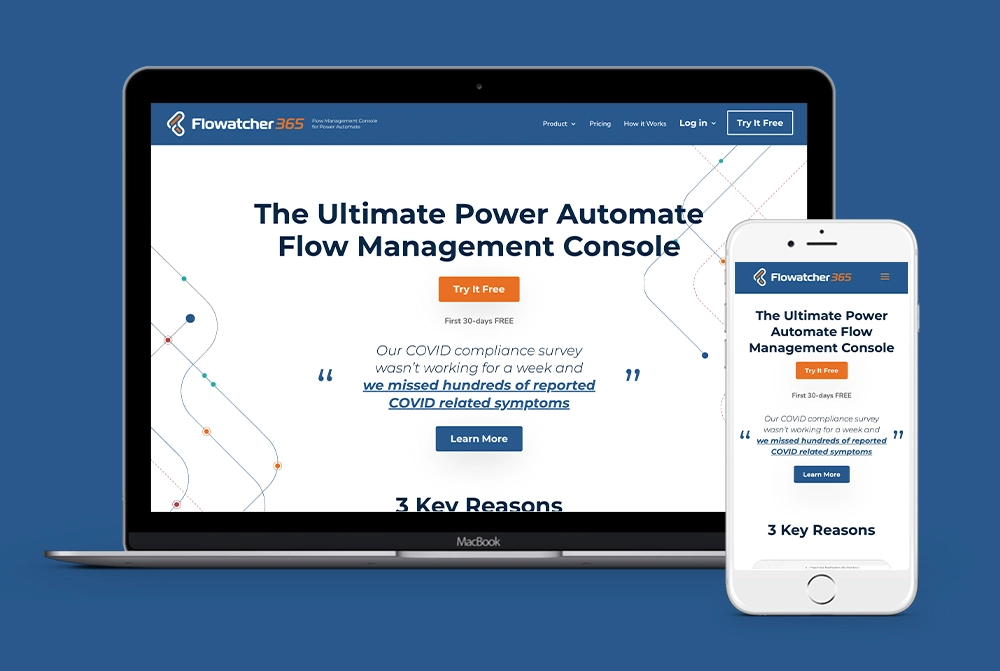 Flowatcher 365
Flow Management Console
for Power Automate
Product
Pricing
How it Works
Log in
Try It Free
The Ultimate Power Automate
Flow Management Console
Try It Free
First 30-days FREE
“ Our COVID compliance survey
wasn’t working for a week and
we missed hundreds of reported
COVID related symptoms ”
Learn More
3 Key Reasons
MacBook
Flowatcher 365
The Ultimate Power
Automate Flow
Management Console
Try It Free
First 30-days FREE
“ Our COVID compliance survey
wasn’t working for a week and
we missed hundreds of reported
COVID related symptoms ”
Learn More
3 Key Reasons